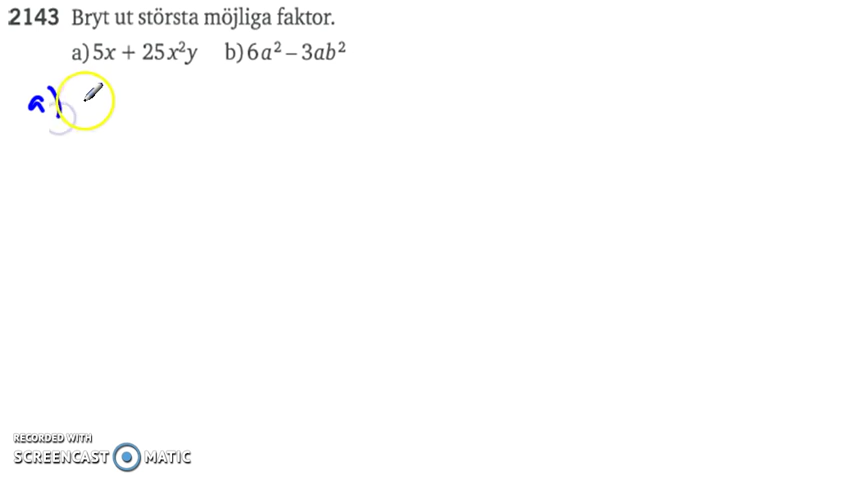 2143 Bryt ut största möjliga faktor.
a) 5x + 25x²y b) 6a² – 3ab²
a)
RECORDED WITH
SCREENCAST MATIC